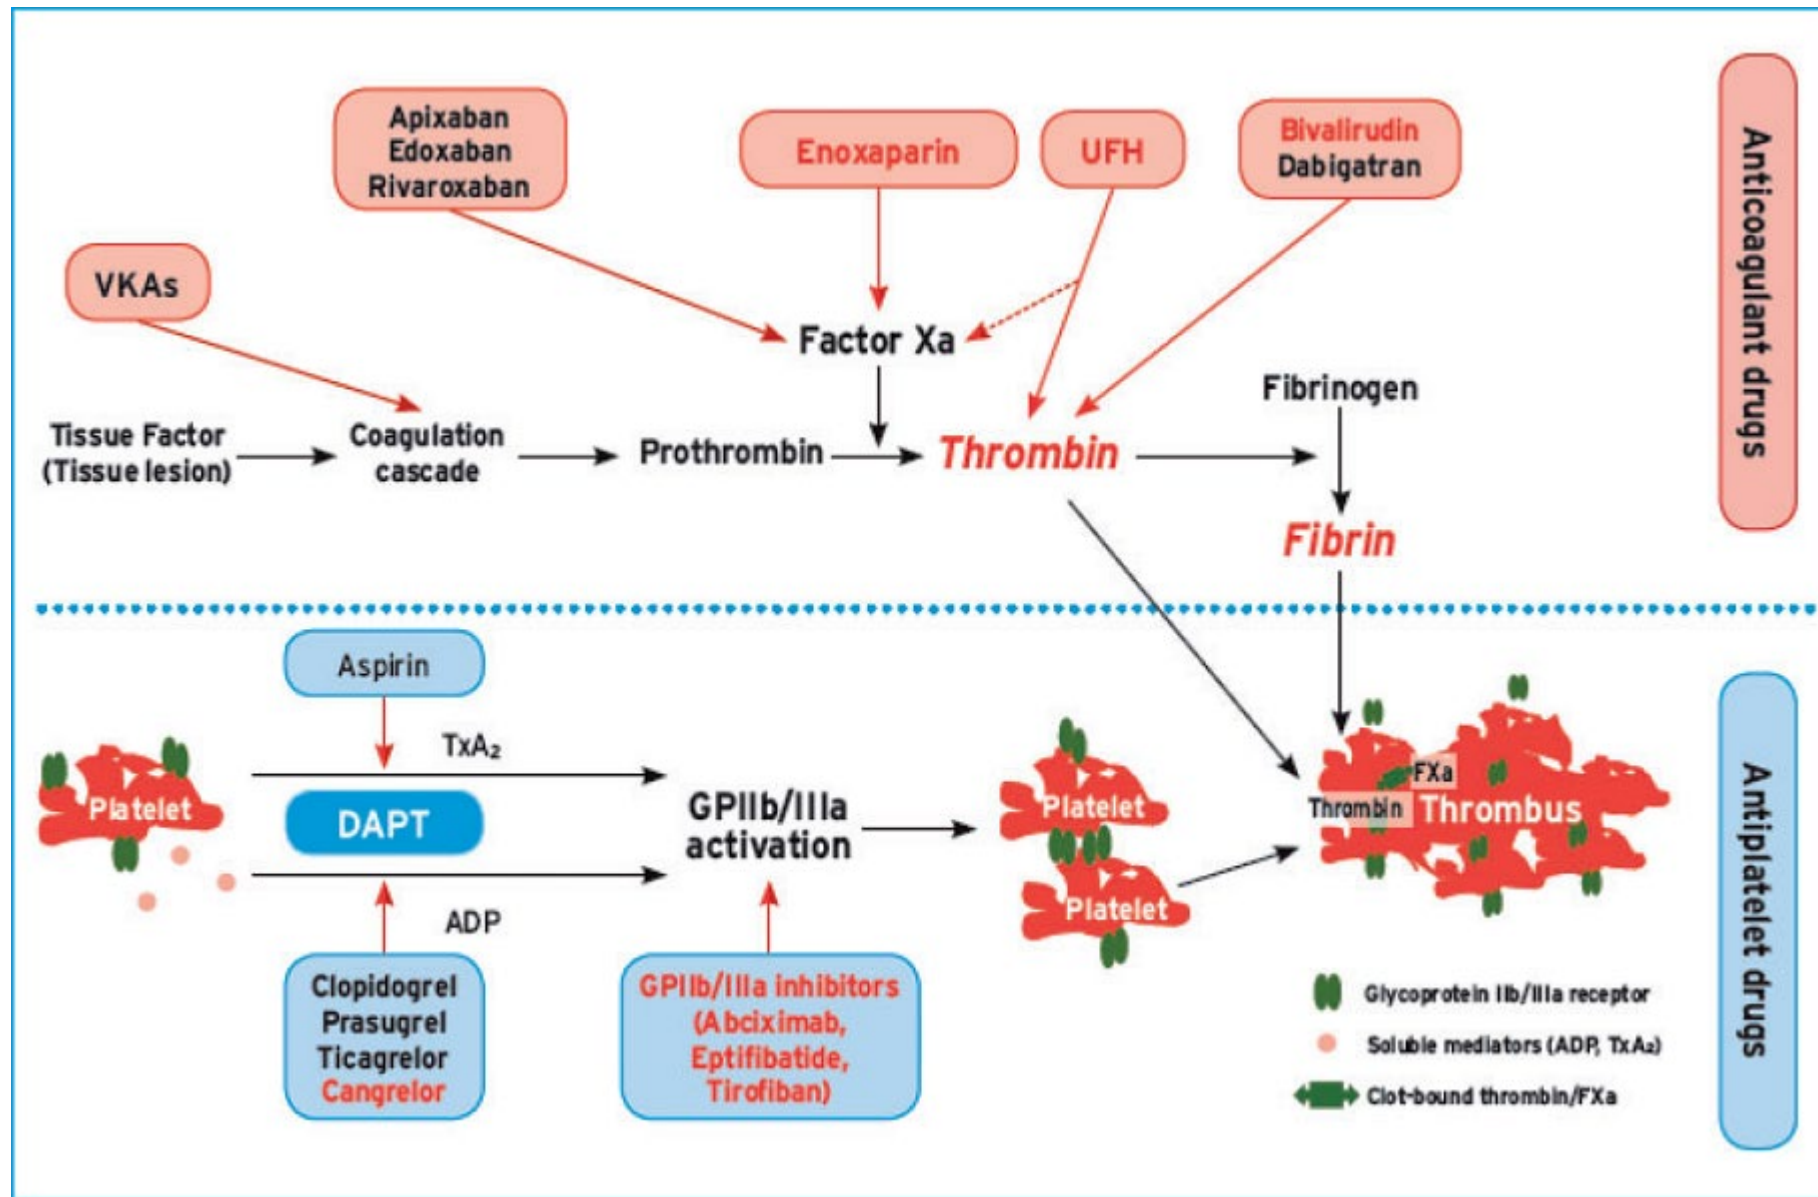 Apixaban
Edoxaban
Rivaroxaban
Enoxaparin
UFH
Bivalirudin
Dabigatran
Anticoagulant drugs
VKAs
Factor Xa
Fibrinogen
Tissue Factor
(Tissue lesion)
Coagulation
cascade
Prothrombin
Thrombin
Fibrin
Aspirin
TxA₂
Platelet
DAPT
ADP
GPIIb/IIIa
activation
Platelet
Platelet
FXa
Thrombin
Thrombus
Antiplatelet drugs
Clopidogrel
Prasugrel
Ticagrelor
Cangrelor
GPIIb/IIIa inhibitors
(Abciximab,
Eptifibatide,
Tirofiban)
Glycoprotein IIb/IIIa receptor
Soluble mediators (ADP, TxA₂)
Clot-bound thrombin/FXa